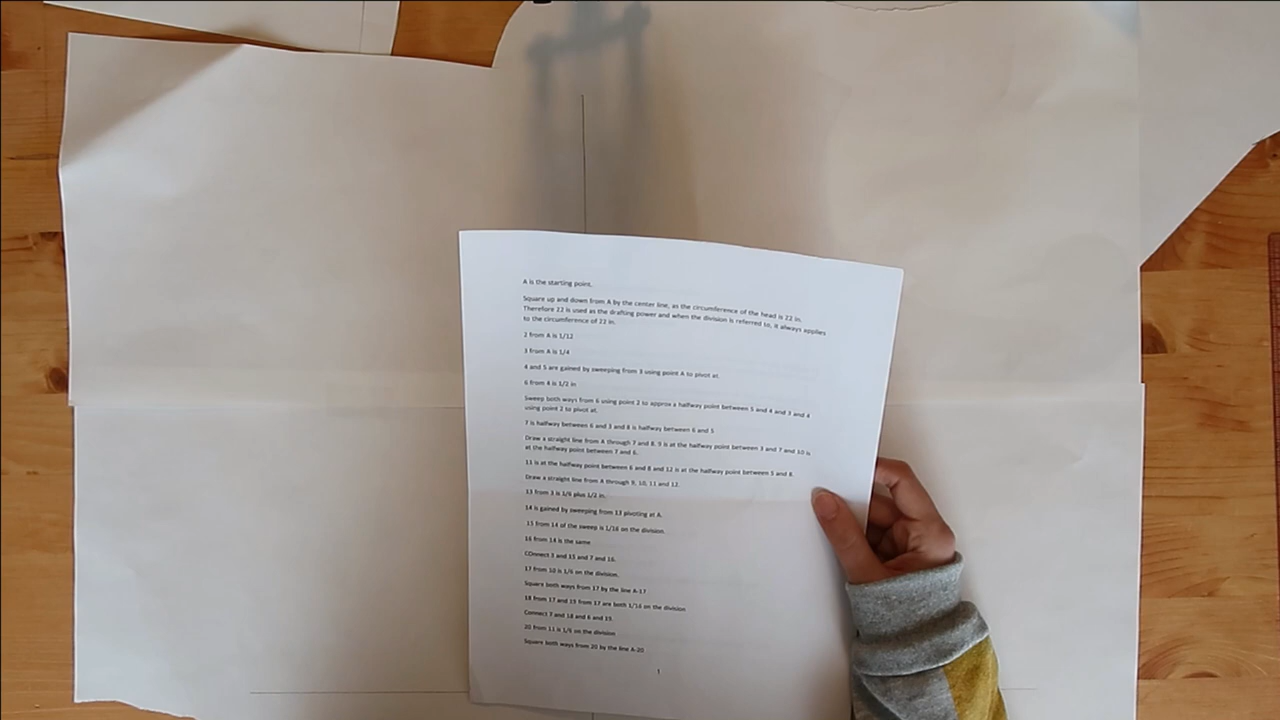 A is the starting point.
Square up and down from A by the center line, as the circumference of the head is 22 in.
Therefore 22 is used as the drafting power and when the division is referred to, it always applies
to the circumference of 22 in.
2 from A is 1/12
3 from A is 1/4
4 and 5 are gained by sweeping from 3 using point A to pivot at.
6 from 4 is 1/2 in
Sweep both ways from 6 using point 2 to approx a halfway point between 5 and 4 and 3 and 4
using point 2 to pivot at.
7 is halfway between 6 and 3 and 8 is halfway between 6 and 5
Draw a straight line from A through 7 and 8. 9 is at the halfway point between 3 and 7 and 10 is
at the halfway point between 7 and 6.
11 is at the halfway point between 6 and 8 and 12 is at the halfway point between 5 and 8.
Draw a straight line from A through 9, 10, 11 and 12.
13 from 3 is 1/6 plus 1/2 in.
14 is gained by sweeping from 13 pivoting at A.
15 from 14 of the sweep is 1/16 on the division.
16 from 14 is the same
COnnect 3 and 15 and 7 and 16.
17 from 10 is 1/6 on the division.
Square both ways from 17 by the line A-17
18 from 17 and 19 from 17 are both 1/16 on the division
Connect 7 and 18 and 6 and 19.
20 from 11 is 1/6 on the division
Square both ways from 20 by the line A-20
1